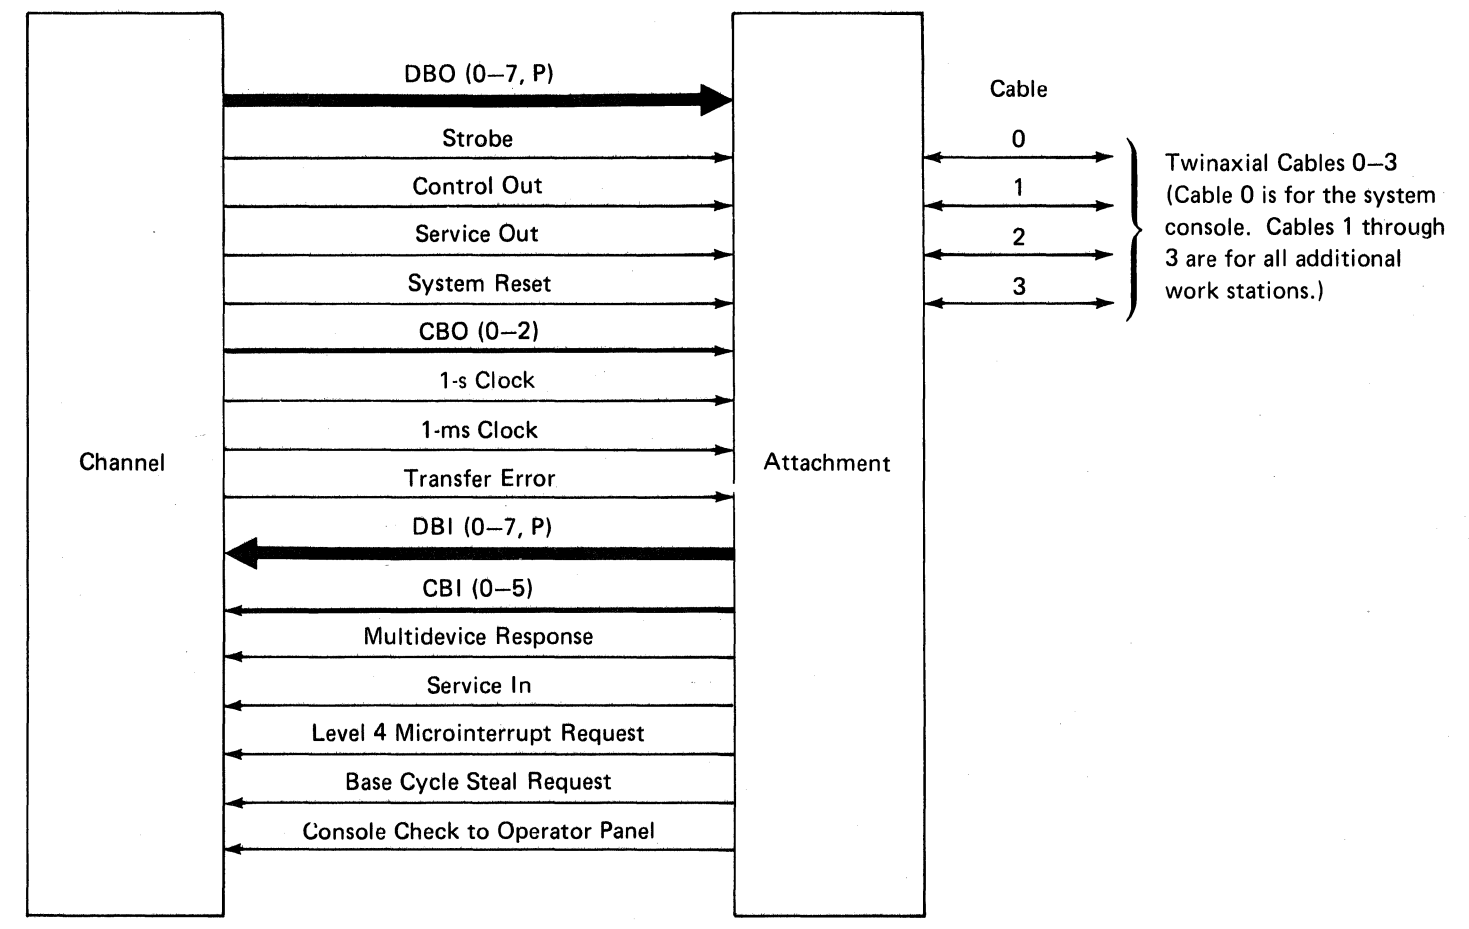 DBO (0–7, P)
Strobe
Control Out
Service Out
System Reset
CBO (0–2)
1-s Clock
1-ms Clock
Transfer Error
DBI (0–7, P)
CBI (0–5)
Multidevice Response
Service In
Level 4 Microinterrupt Request
Base Cycle Steal Request
Console Check to Operator Panel
Channel
Attachment
Cable
0
1
2
3
Twinaxial Cables 0–3
(Cable 0 is for the system
console. Cables 1 through
3 are for all additional
work stations.)